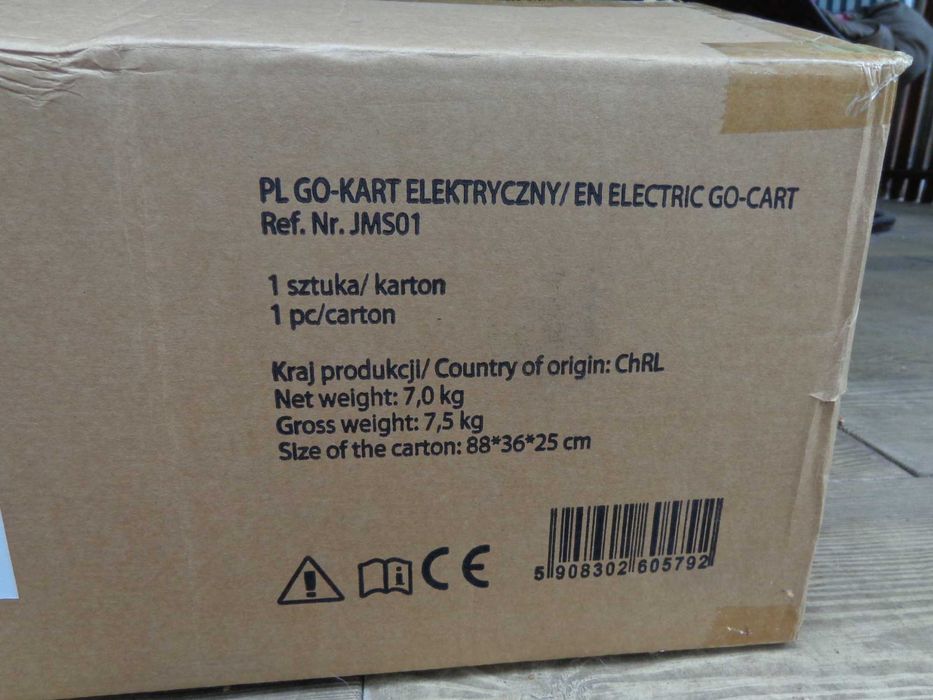 PL GO-KART ELEKTRYCZNY/ EN ELECTRIC GO-CART
Ref. Nr. JMS01
1 sztuka/ karton
1 pc/carton
Kraj produkcji/ Country of origin: ChRL
Net weight: 7,0 kg
Gross weight: 7,5 kg
Size of the carton: 88*36*25 cm
i CE
5 908302 605792